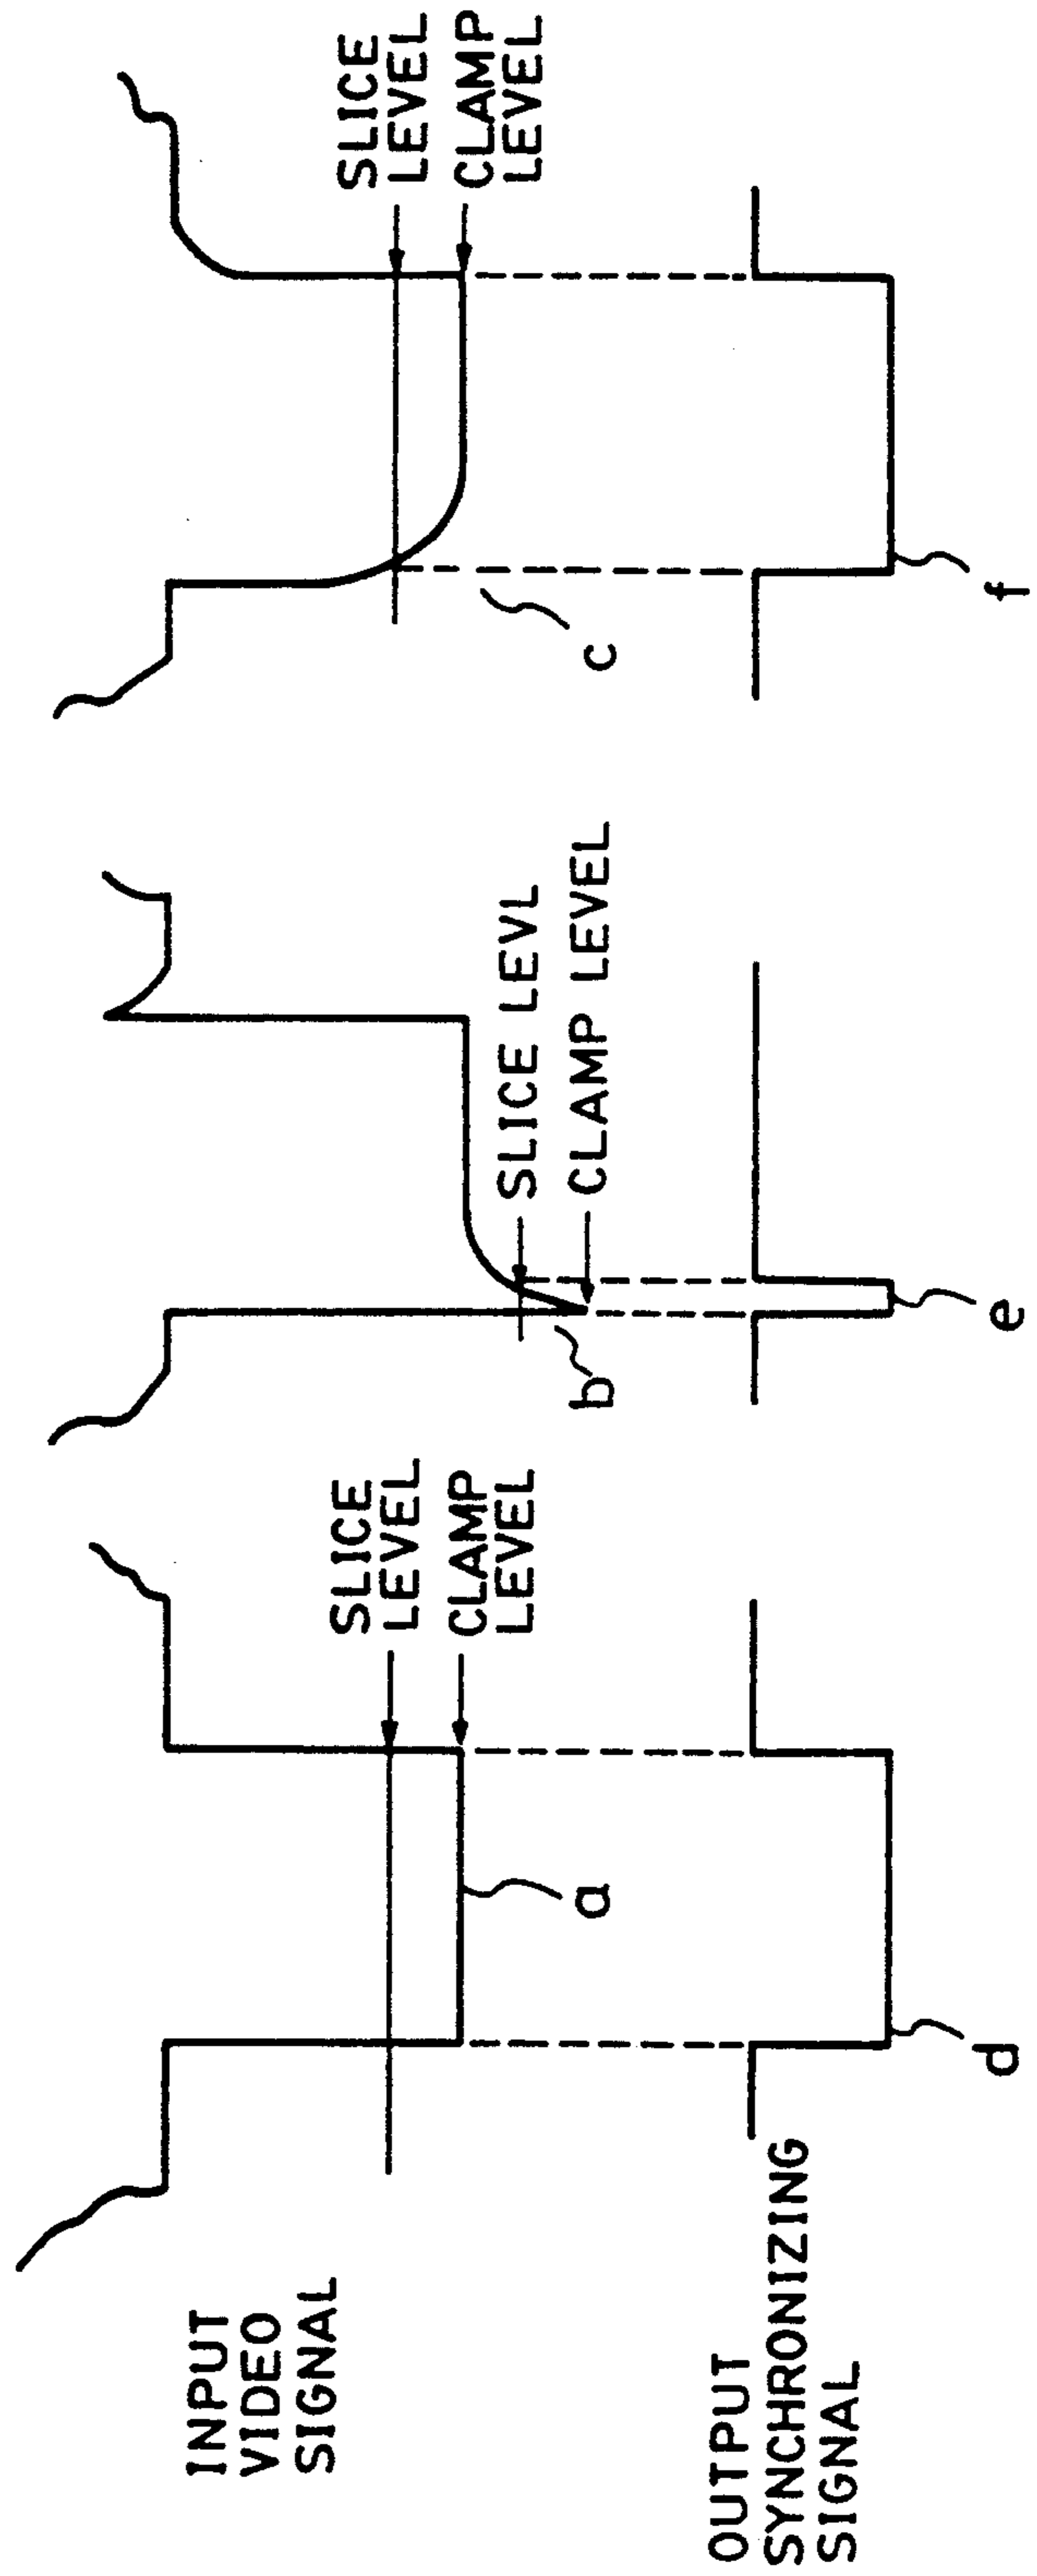 INPUT
VIDEO
SIGNAL
SLICE
LEVEL
CLAMP
LEVEL
a
SLICE LEVL
CLAMP LEVEL
b
SLICE
LEVEL
CLAMP
LEVEL
c
OUTPUT
SYNCHRONIZING
SIGNAL
d
e
f